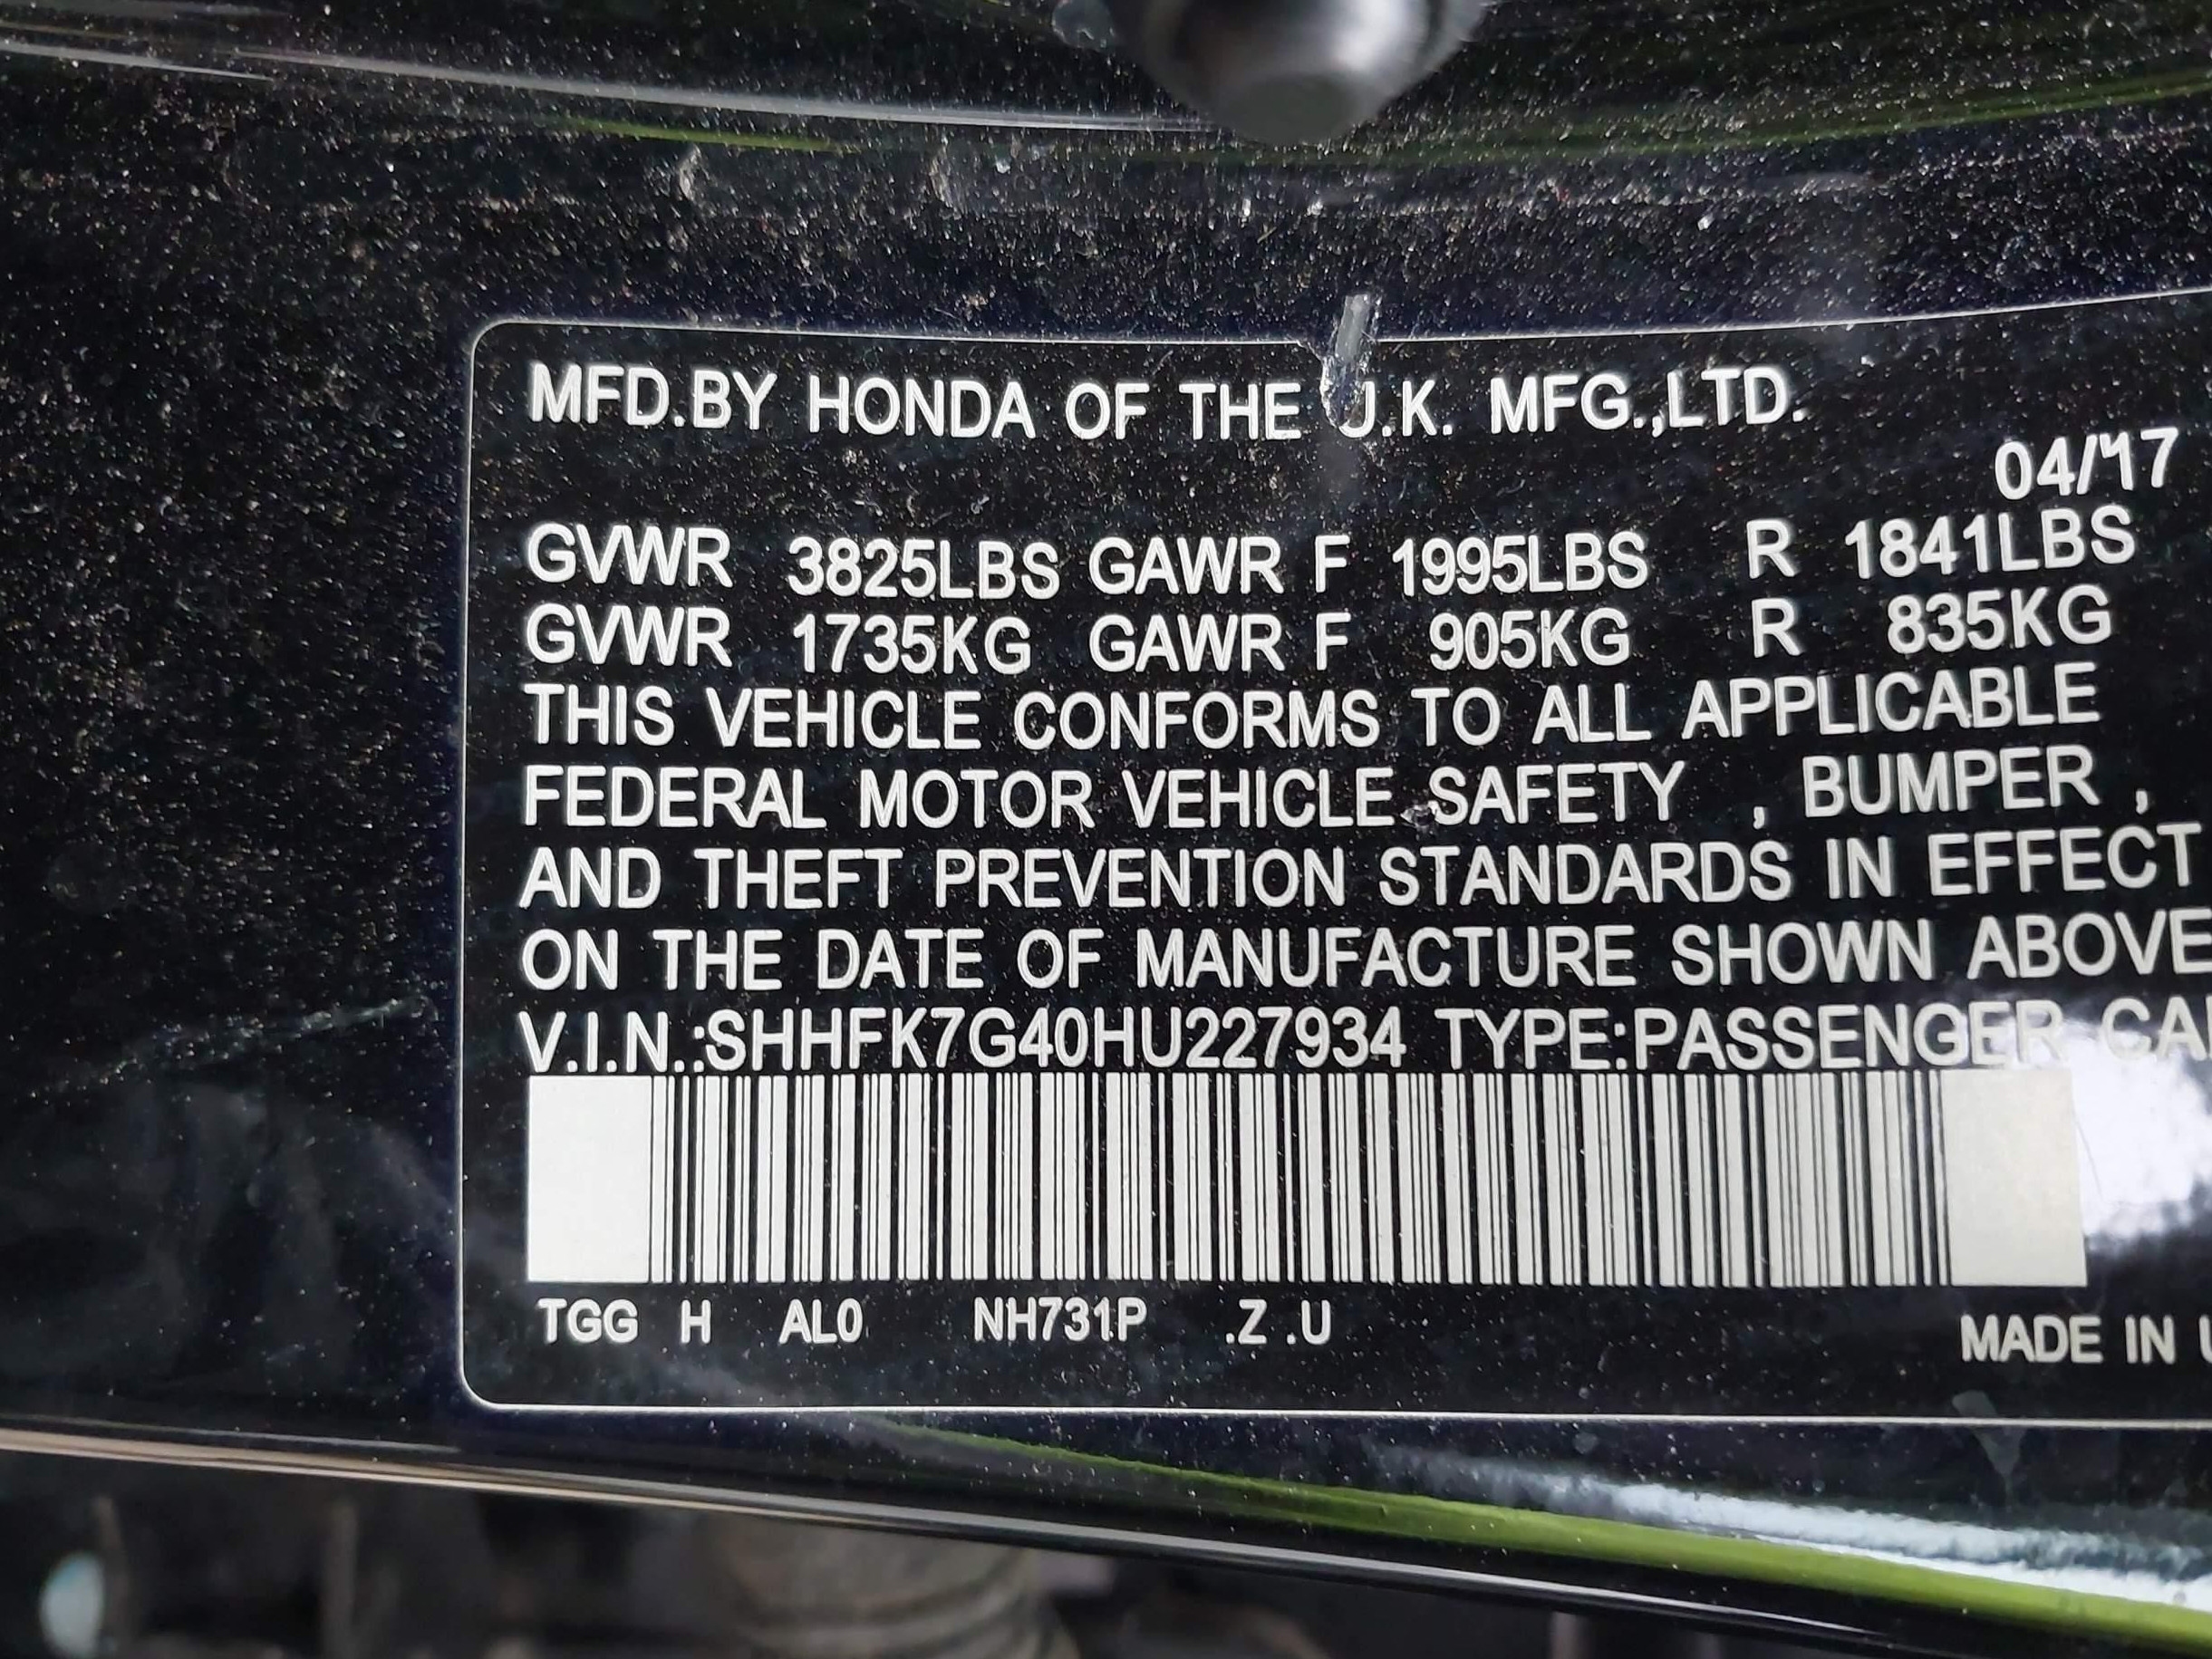 MFD.BY HONDA OF THE U.K. MFG.,LTD.
04/17
GVWR 3825LBS GAWR F 1995LBS R 1841LBS
GVWR 1735KG GAWR F 905KG R 835KG
THIS VEHICLE CONFORMS TO ALL APPLICABLE
FEDERAL MOTOR VEHICLE SAFETY , BUMPER ,
AND THEFT PREVENTION STANDARDS IN EFFECT
ON THE DATE OF MANUFACTURE SHOWN ABOVE
V.I.N.:SHHFK7G40HU227934 TYPE:PASSENGER
TGG H AL0 NH731P .Z .U
MADE IN